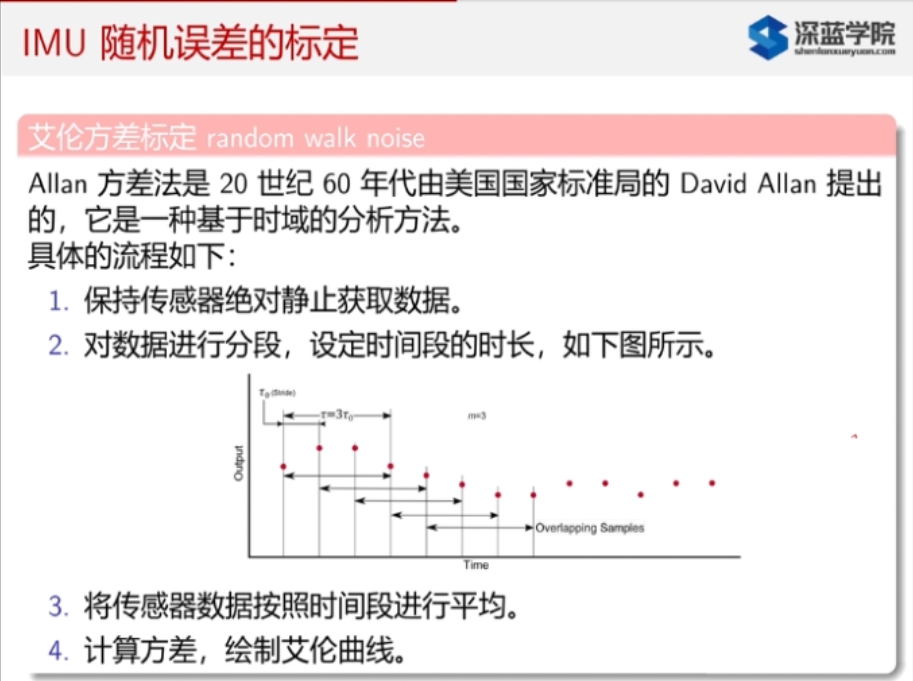 IMU 随机误差的标定
深蓝学院
shenlanxueyuan.com
艾伦方差标定 random walk noise
Allan 方差法是 20 世纪 60 年代由美国国家标准局的 David Allan 提出
的，它是一种基于时域的分析方法。
具体的流程如下：
1. 保持传感器绝对静止获取数据。
2. 对数据进行分段，设定时间段的时长，如下图所示。
τ₀ (Stride)
τ=3τ₀
m=3
Output
Overlapping Samples
Time
3. 将传感器数据按照时间段进行平均。
4. 计算方差，绘制艾伦曲线。